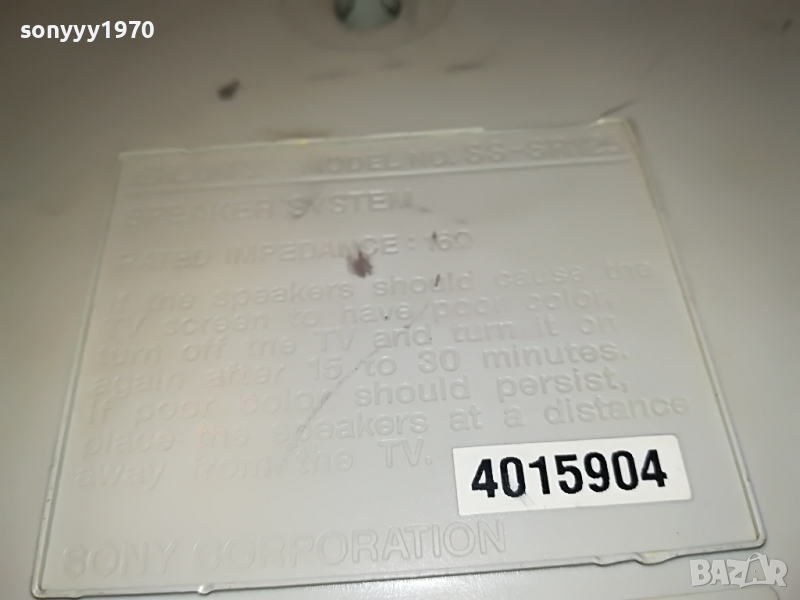 sonyyy1970
SONY MODEL NO.
SPEAKER SYSTEM
RATED IMPEDANCE: 16Ω
If the speakers should cause the
TV screen to have poor color,
turn off the TV and turn it on
again after 15 to 30 minutes.
If poor color should persist,
place the speakers at a distance
away from the TV.
4015904
SONY CORPORATION
BAZAR